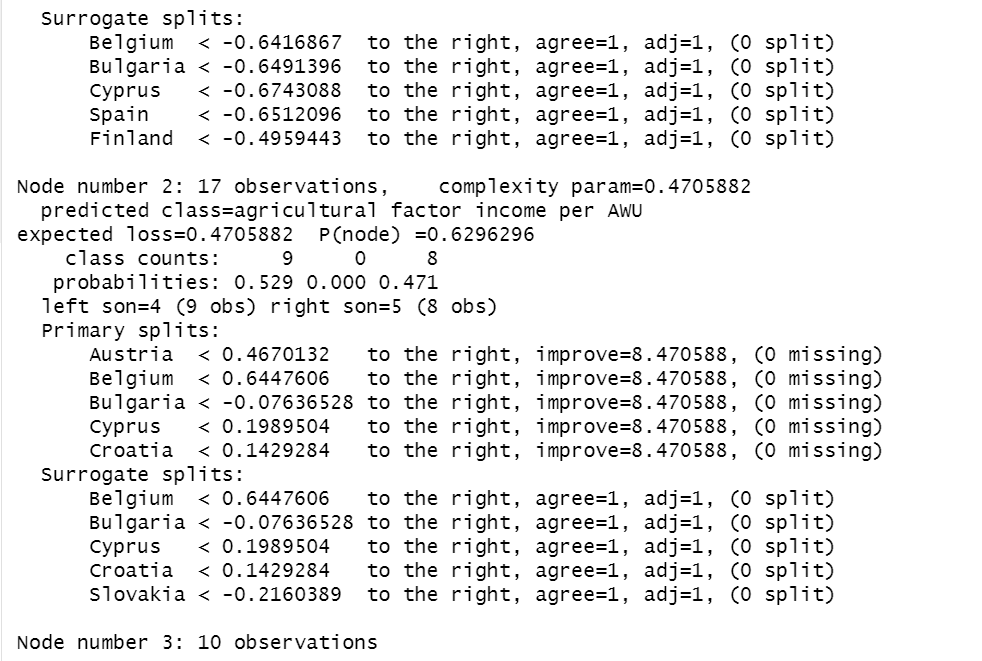 Surrogate splits:
Belgium < -0.6416867 to the right, agree=1, adj=1, (0 split)
Bulgaria < -0.6491396 to the right, agree=1, adj=1, (0 split)
Cyprus < -0.6743088 to the right, agree=1, adj=1, (0 split)
Spain < -0.6512096 to the right, agree=1, adj=1, (0 split)
Finland < -0.4959443 to the right, agree=1, adj=1, (0 split)
Node number 2: 17 observations, complexity param=0.4705882
predicted class=agricultural factor income per AWU
expected loss=0.4705882 P(node) =0.6296296
class counts: 9 0 8
probabilities: 0.529 0.000 0.471
left son=4 (9 obs) right son=5 (8 obs)
Primary splits:
Austria < 0.4670132 to the right, improve=8.470588, (0 missing)
Belgium < 0.6447606 to the right, improve=8.470588, (0 missing)
Bulgaria < -0.07636528 to the right, improve=8.470588, (0 missing)
Cyprus < 0.1989504 to the right, improve=8.470588, (0 missing)
Croatia < 0.1429284 to the right, improve=8.470588, (0 missing)
Surrogate splits:
Belgium < 0.6447606 to the right, agree=1, adj=1, (0 split)
Bulgaria < -0.07636528 to the right, agree=1, adj=1, (0 split)
Cyprus < 0.1989504 to the right, agree=1, adj=1, (0 split)
Croatia < 0.1429284 to the right, agree=1, adj=1, (0 split)
Slovakia < -0.2160389 to the right, agree=1, adj=1, (0 split)
Node number 3: 10 observations